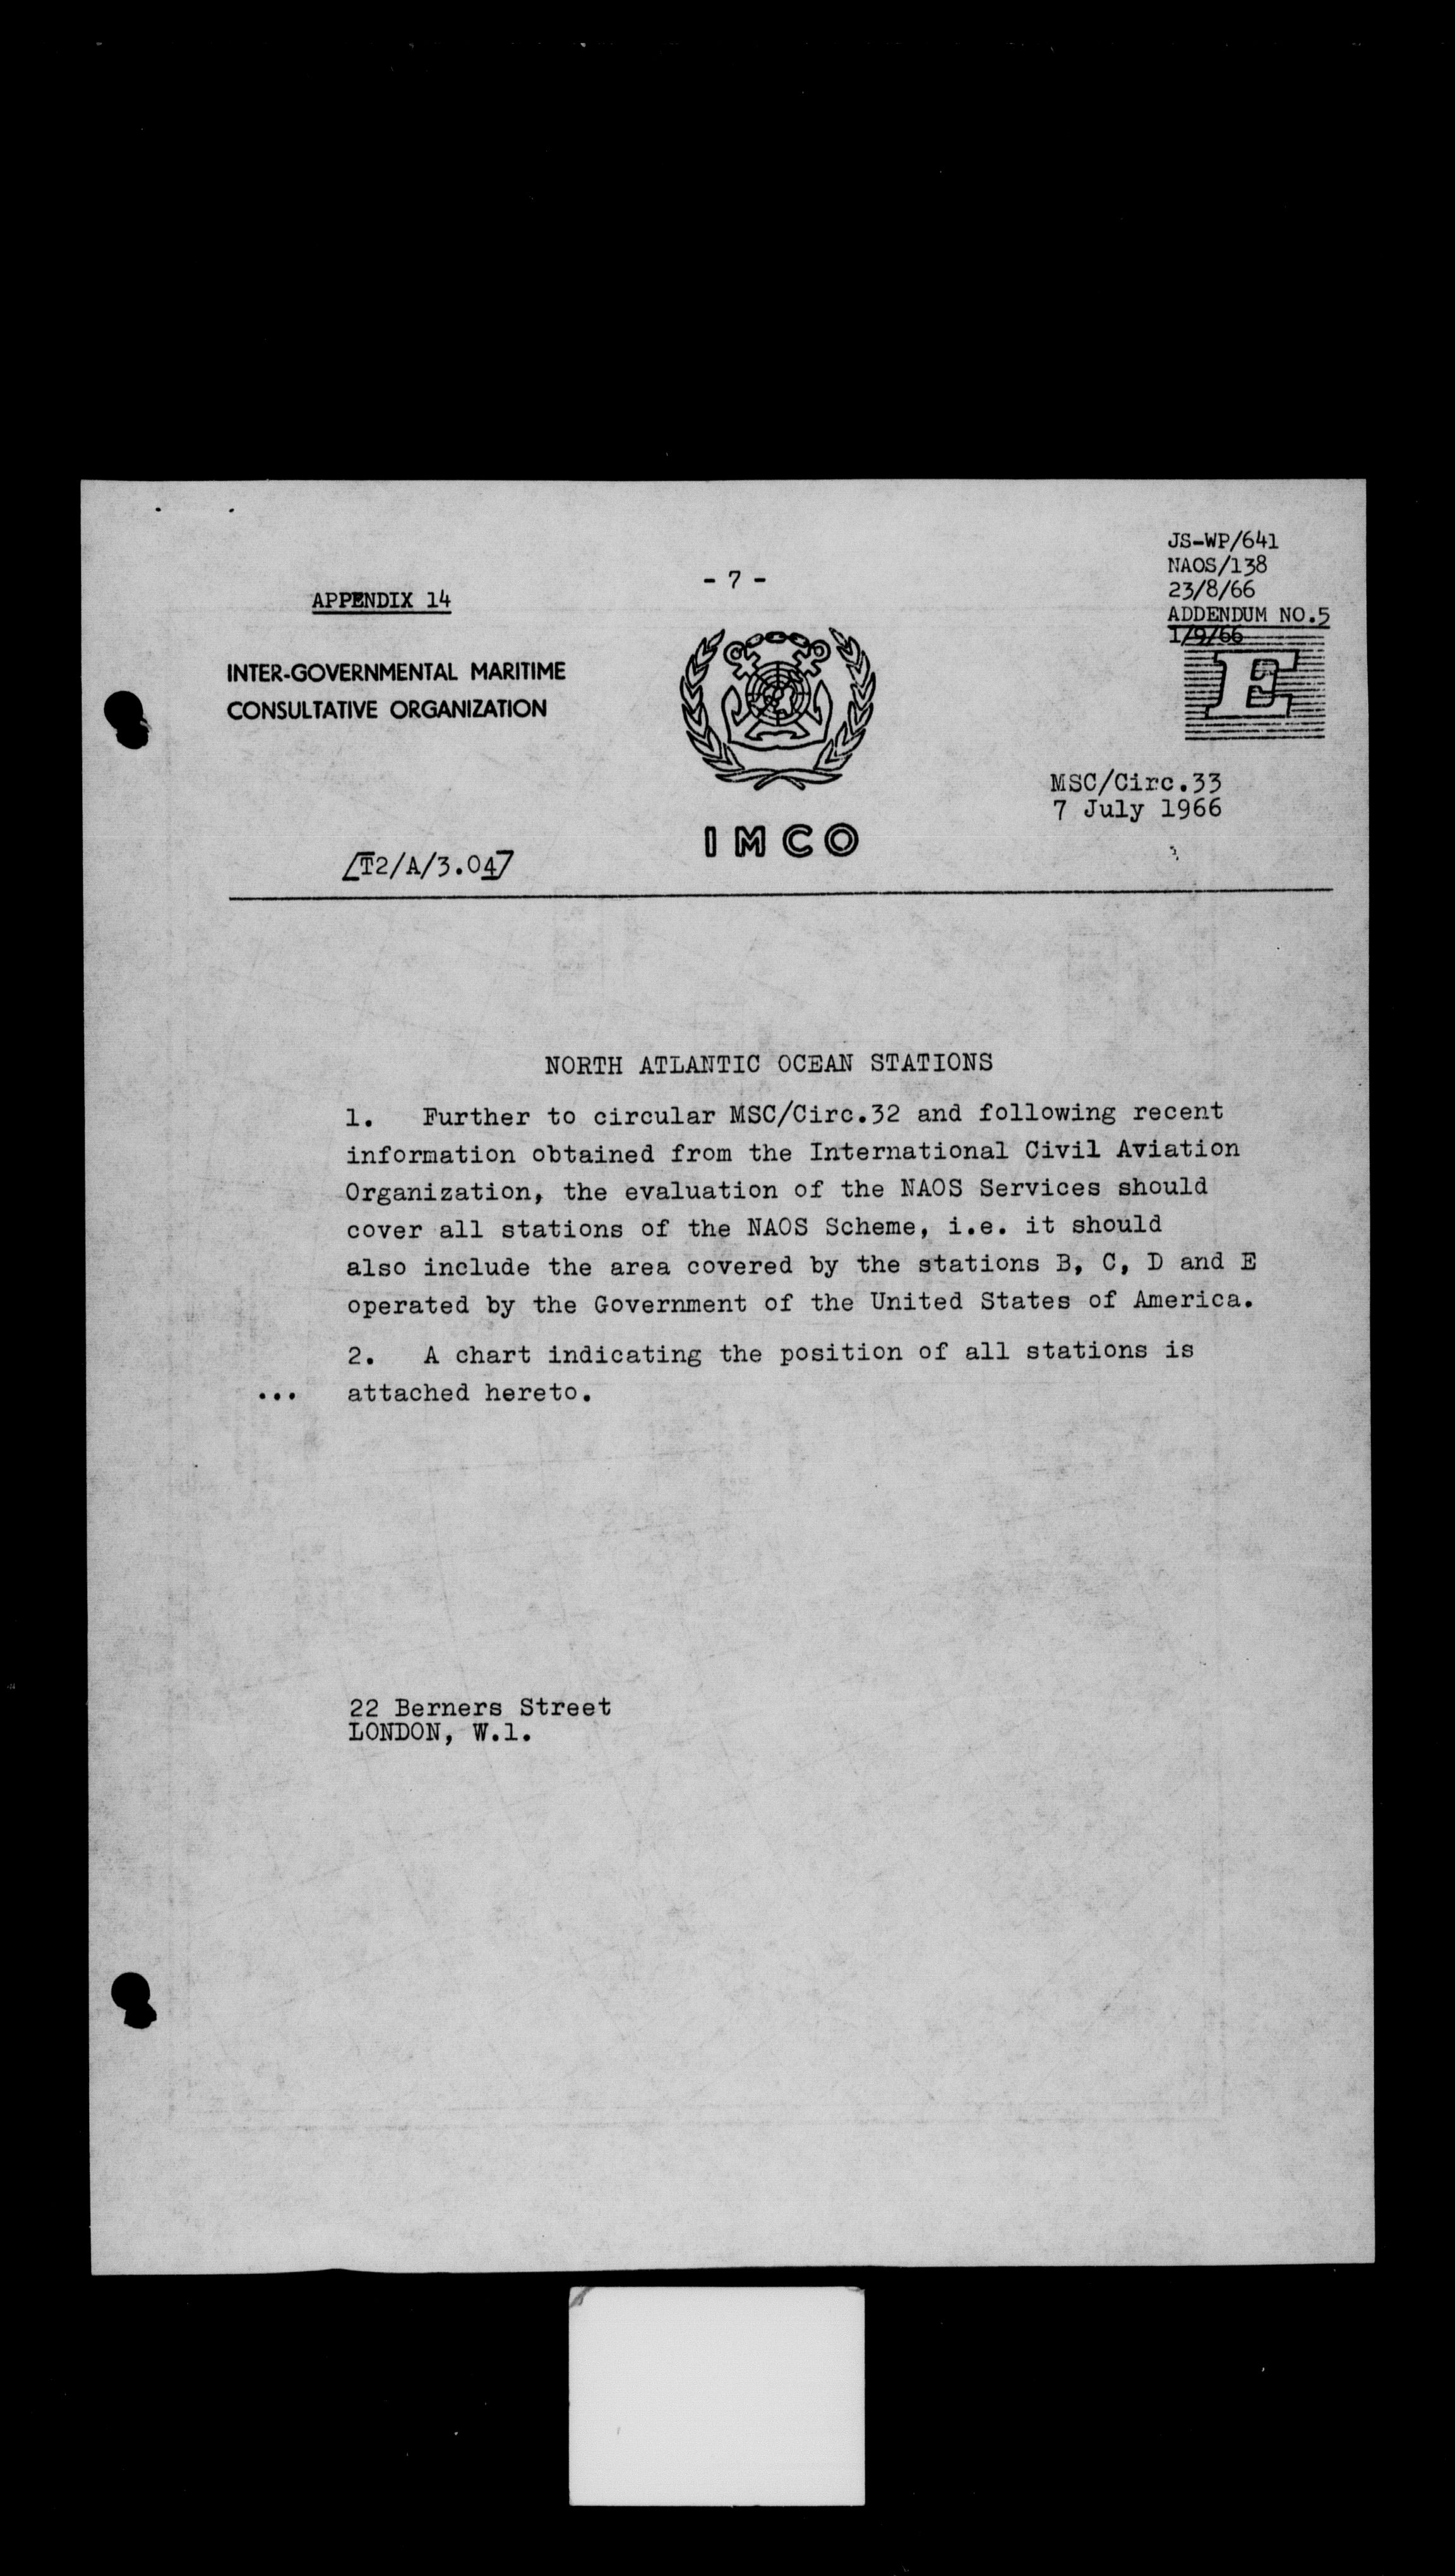 JS-WP/641
NAOS/138
23/8/66
ADDENDUM NO.5
1/9/66
- 7 -
APPENDIX 14
INTER-GOVERNMENTAL MARITIME
CONSULTATIVE ORGANIZATION
E
MSC/Circ.33
7 July 1966
IMCO
[T2/A/3.04]
NORTH ATLANTIC OCEAN STATIONS
1. Further to circular MSC/Circ.32 and following recent
information obtained from the International Civil Aviation
Organization, the evaluation of the NAOS Services should
cover all stations of the NAOS Scheme, i.e. it should
also include the area covered by the stations B, C, D and E
operated by the Government of the United States of America.
2. A chart indicating the position of all stations is
... attached hereto.
22 Berners Street
LONDON, W.1.